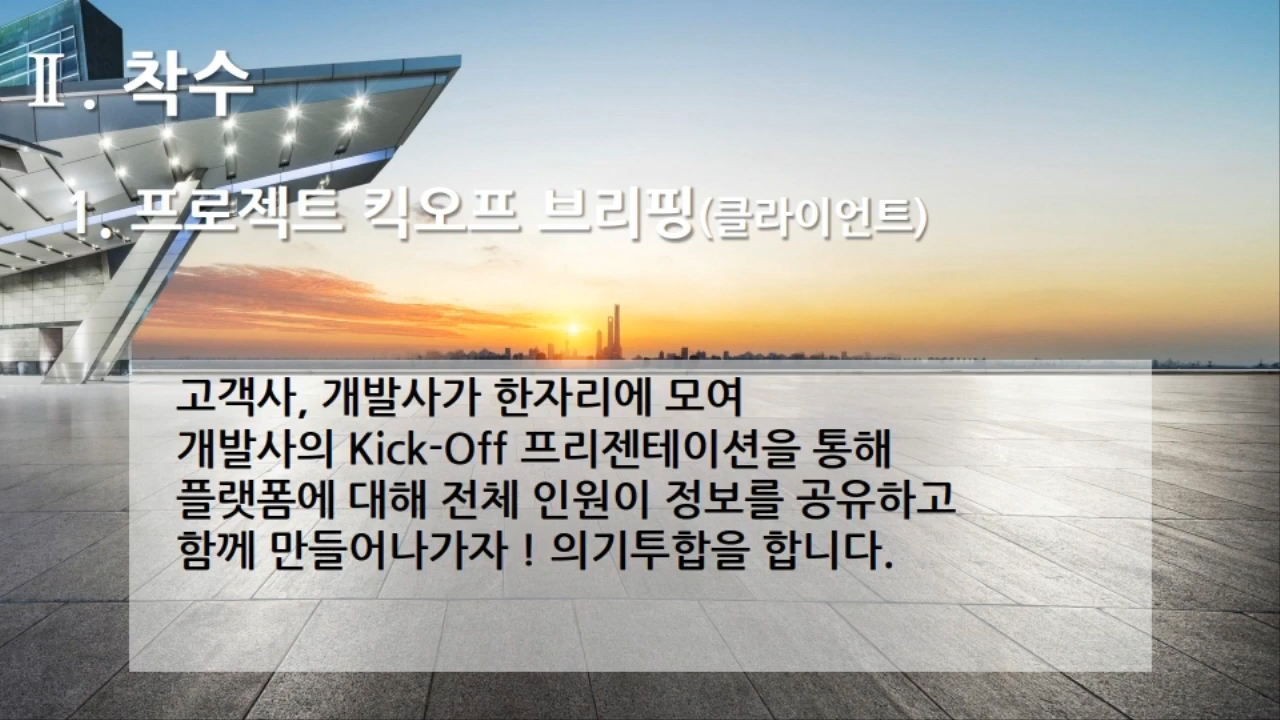 Ⅱ. 착수
1. 프로젝트 킥오프 브리핑(클라이언트)
고객사, 개발사가 한자리에 모여
개발사의 Kick-Off 프리젠테이션을 통해
플랫폼에 대해 전체 인원이 정보를 공유하고
함께 만들어나가자 ! 의기투합을 합니다.